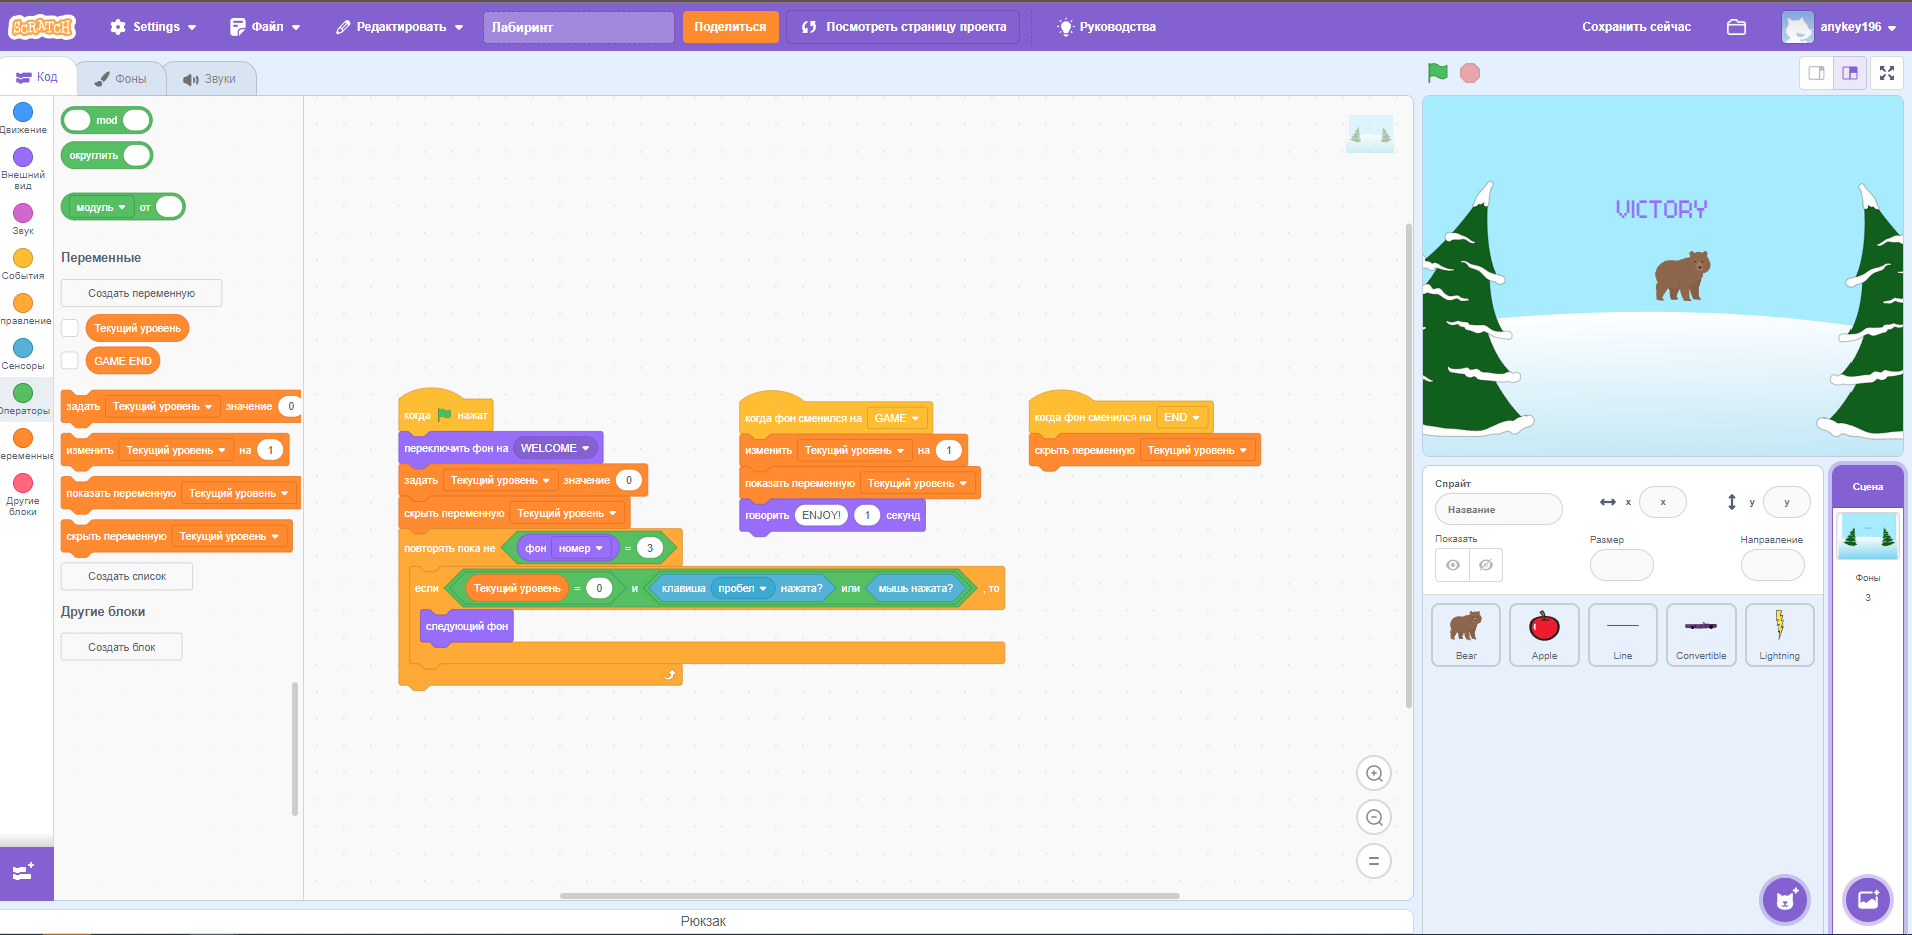 SCRATCH
Settings
Файл
Редактировать
Лабиринт
Поделиться
Посмотреть страницу проекта
Руководства
Сохранить сейчас
anykey196
Код
Фоны
Звуки
Движение
Внешний
вид
Звук
События
правление
Сенсоры
Операторы
еременные
Другие
блоки
mod
округлить
модуль от
Переменные
Создать переменную
Текущий уровень
GAME END
задать Текущий уровень значение 0
изменить Текущий уровень на 1
показать переменную Текущий уровень
скрыть переменную Текущий уровень
Создать список
Другие блоки
Создать блок
когда нажат
переключить фон на WELCOME
задать Текущий уровень значение 0
скрыть переменную Текущий уровень
повторять пока не фон номер = 3
если Текущий уровень = 0 и клавиша пробел нажата? или мышь нажата? , то
следующий фон
когда фон сменился на GAME
изменить Текущий уровень на 1
показать переменную Текущий уровень
говорить ENJOY! 1 секунд
когда фон сменился на END
скрыть переменную Текущий уровень
VICTORY
Спрайт
Название
x x
y y
Показать
Размер
Направление
Bear
Apple
Line
Convertible
Lightning
Сцена
Фоны
3
Рюкзак